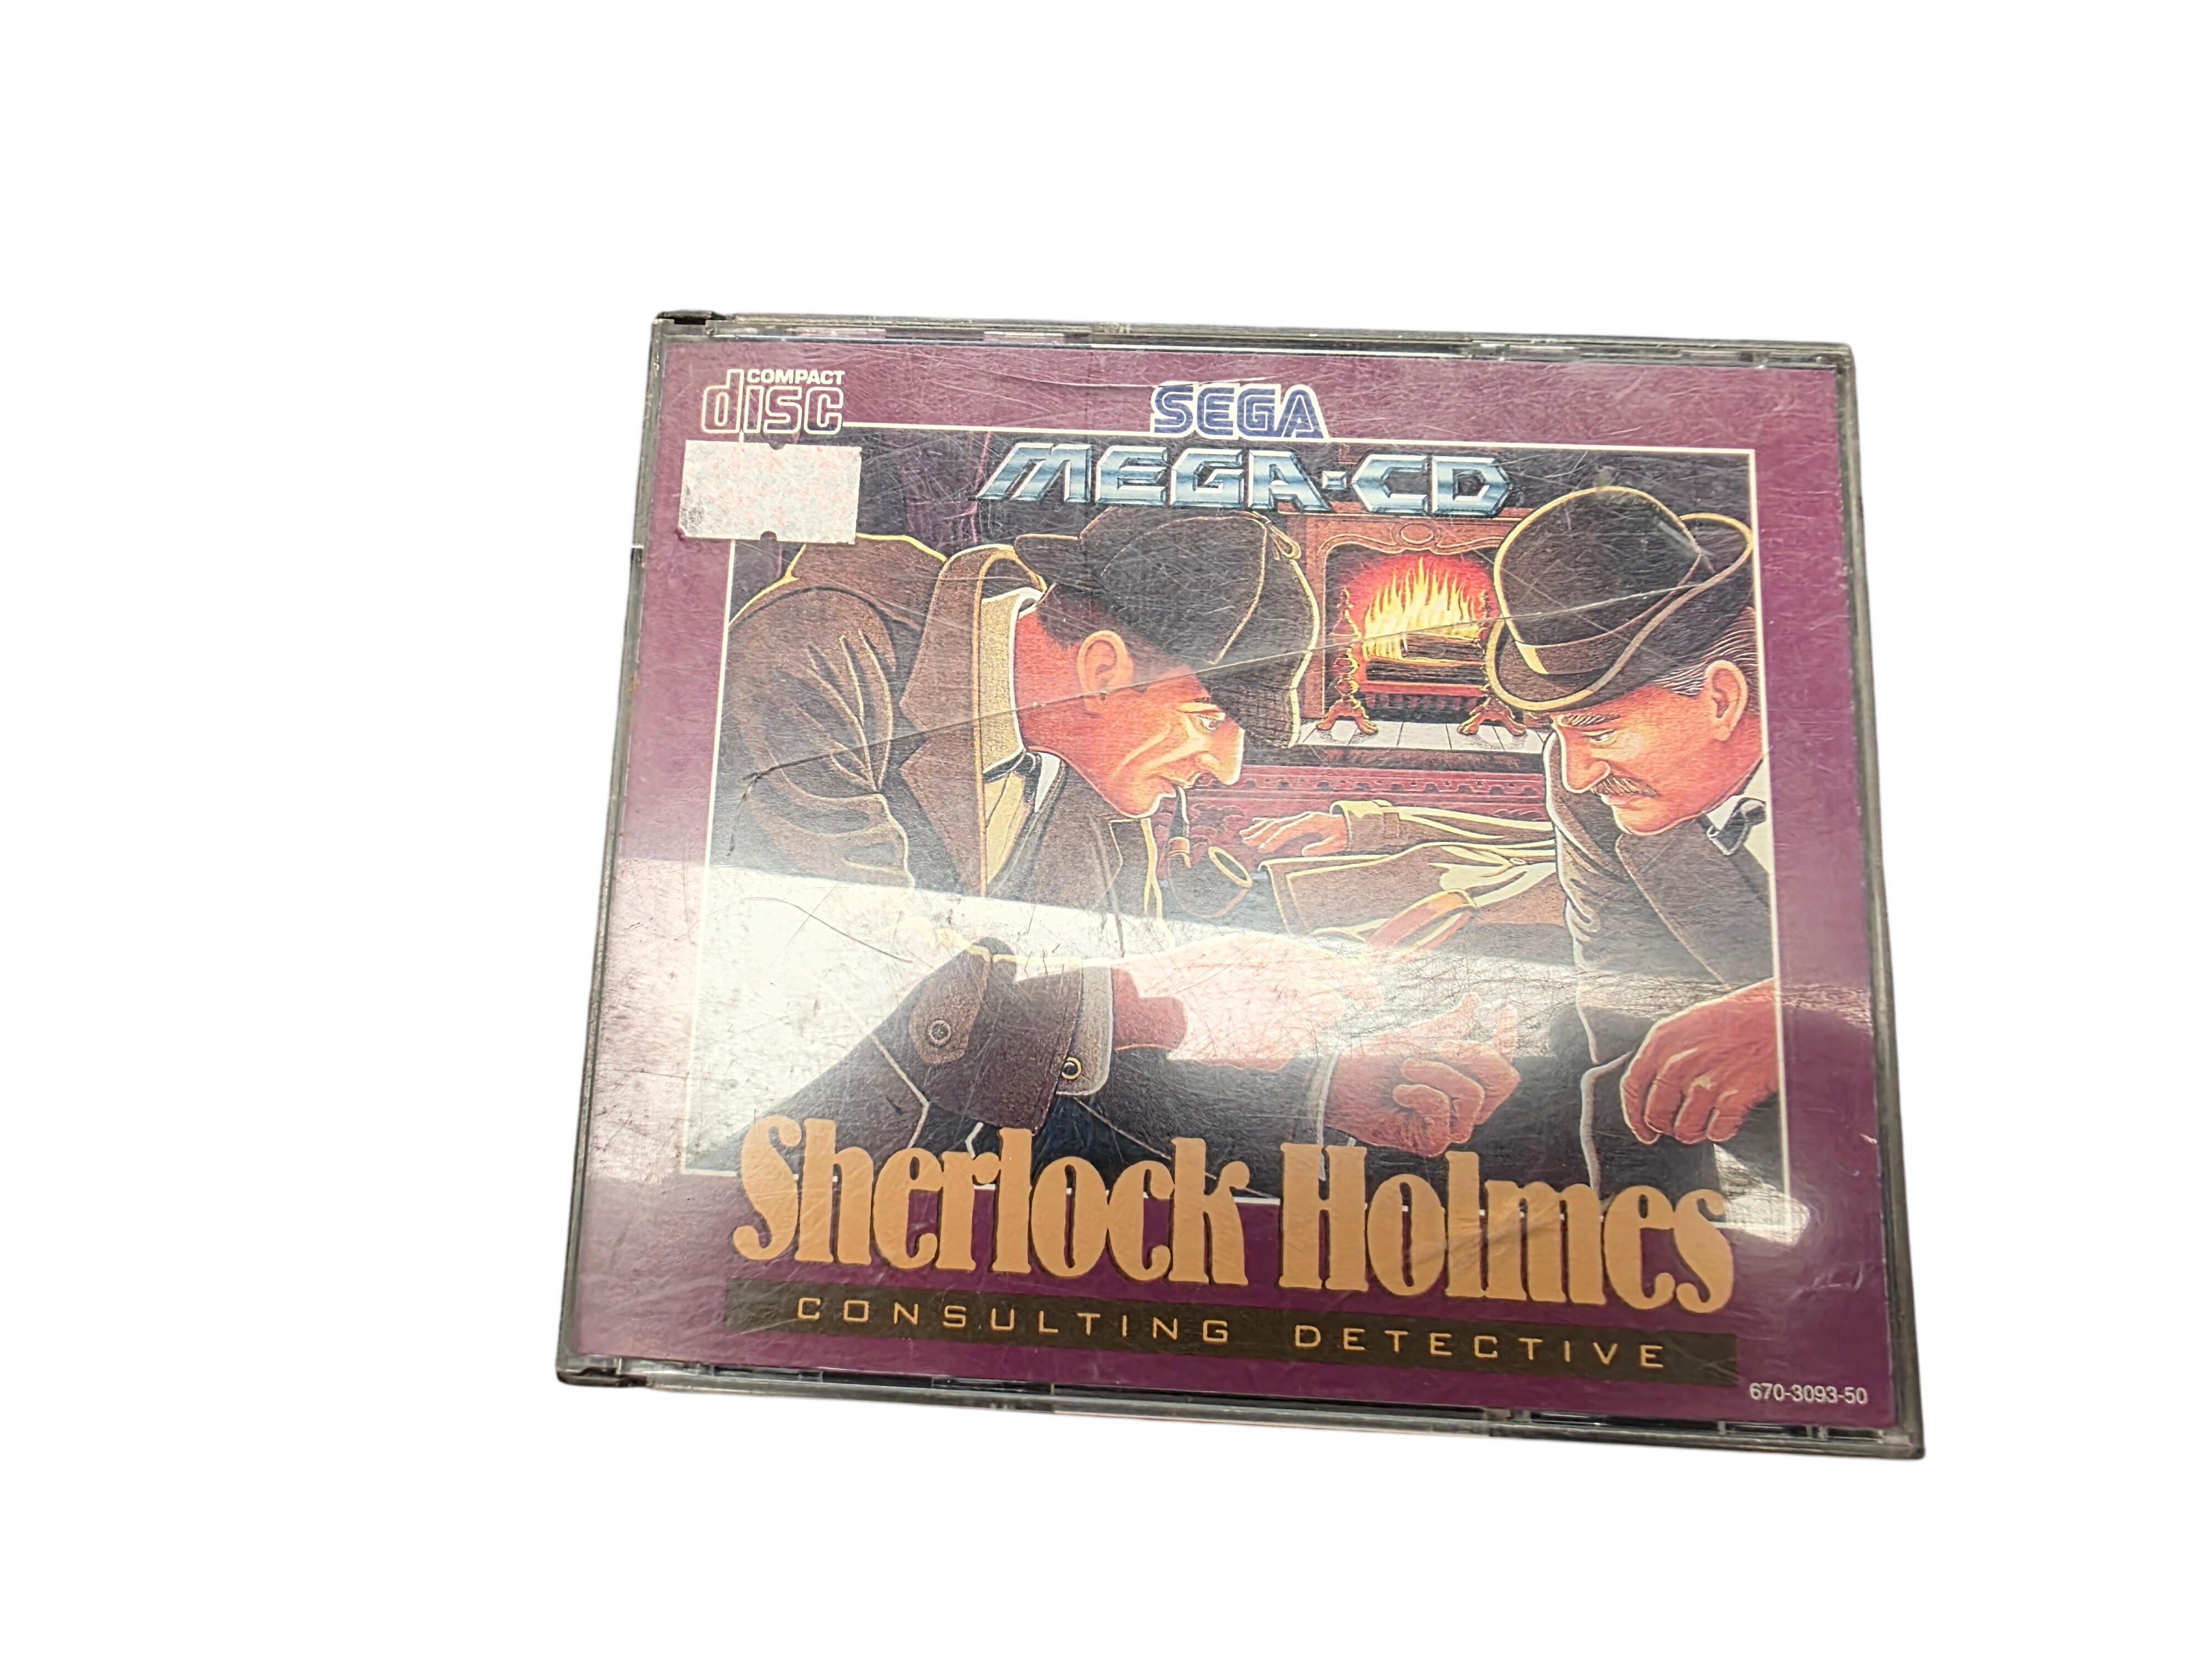 COMPACT
disc
SEGA
MEGA-CD
Sherlock Holmes
CONSULTING DETECTIVE
670-3093-50